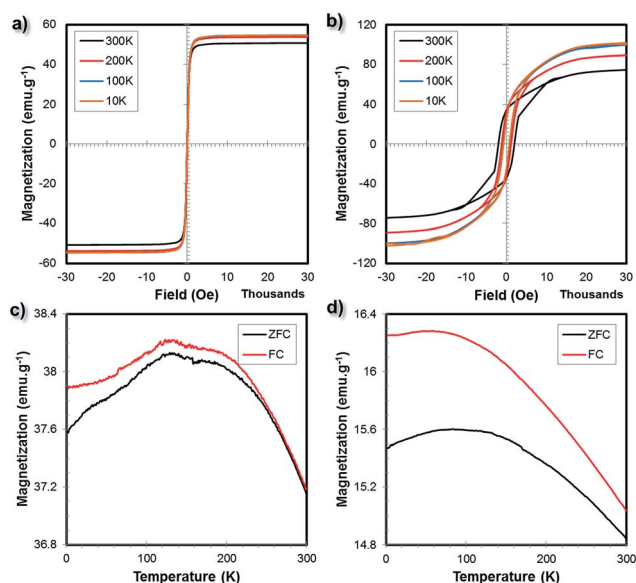 a)
60
40
20
0
-20
-40
-60
Magnetization (emu.g⁻¹)
300K
200K
100K
10K
-30 -20 -10 0 10 20 30
Field (Oe) Thousands
b)
120
80
40
0
-40
-80
-120
Magnetization (emu.g⁻¹)
300K
200K
100K
10K
-30 -20 -10 0 10 20 30
Field (Oe) Thousands
c)
38.4
38
37.6
37.2
36.8
Magnetization (emu.g⁻¹)
ZFC
FC
0 100 200 300
Temperature (K)
d)
16.4
16
15.6
15.2
14.8
Magnetization (emu.g⁻¹)
ZFC
FC
0 100 200 300
Temperature (K)